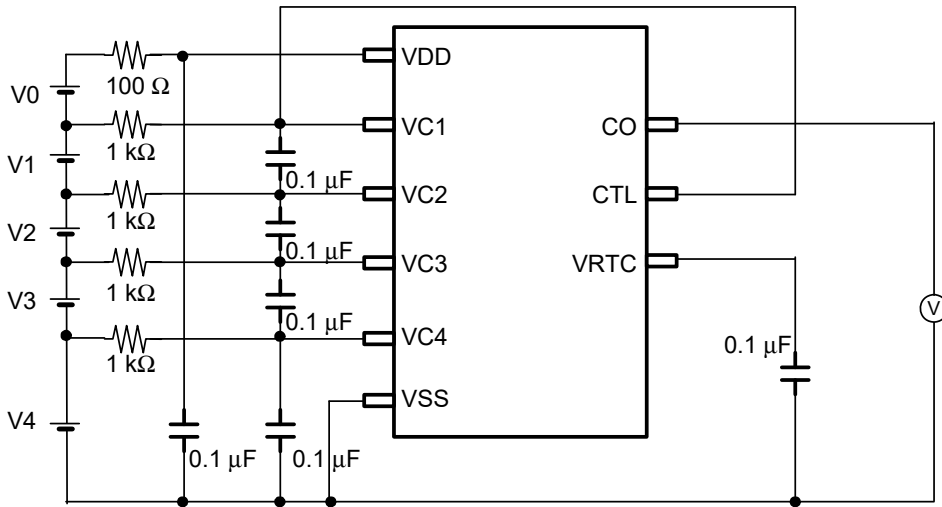 VDD
V0
100 Ω
VC1
CO
V1
1 kΩ
0.1 μF
VC2
CTL
V2
1 kΩ
0.1 μF
VC3
VRTC
V3
1 kΩ
0.1 μF
VC4
1 kΩ
0.1 μF
V
VSS
V4
0.1 μF
0.1 μF